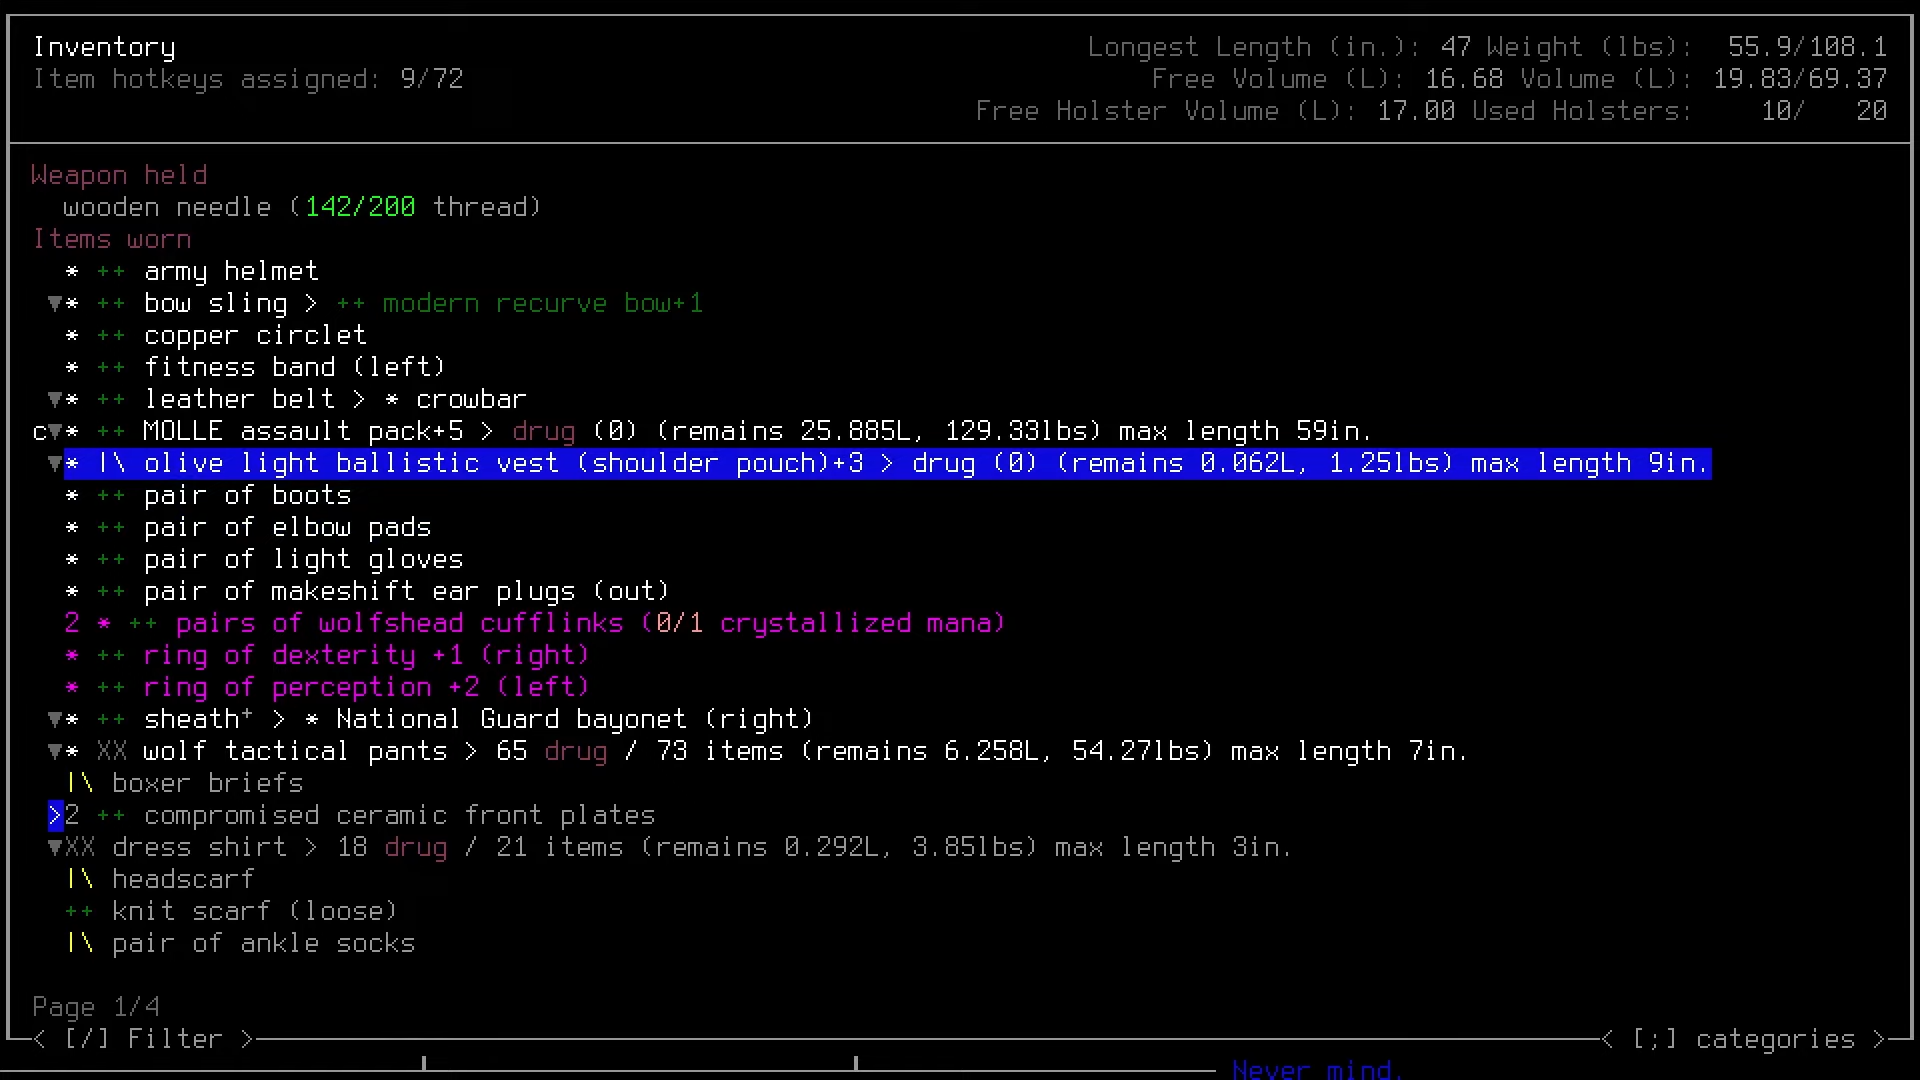 Inventory
Longest Length (in.): 47 Weight (lbs): 55.9/108.1
Item hotkeys assigned: 9/72
Free Volume (L): 16.68 Volume (L): 19.83/69.37
Free Holster Volume (L): 17.00 Used Holsters: 10/ 20
Weapon held
wooden needle (142/200 thread)
Items worn
* ++ army helmet
▼* ++ bow sling > ++ modern recurve bow+1
* ++ copper circlet
* ++ fitness band (left)
▼* ++ leather belt > * crowbar
c▼* ++ MOLLE assault pack+5 > drug (0) (remains 25.885L, 129.33lbs) max length 59in.
▼* |\ olive light ballistic vest (shoulder pouch)+3 > drug (0) (remains 0.062L, 1.25lbs) max length 9in.
* ++ pair of boots
* ++ pair of elbow pads
* ++ pair of light gloves
* ++ pair of makeshift ear plugs (out)
2 * ++ pairs of wolfshead cufflinks (0/1 crystallized mana)
* ++ ring of dexterity +1 (right)
* ++ ring of perception +2 (left)
▼* ++ sheath⁺ > * National Guard bayonet (right)
▼* XX wolf tactical pants > 65 drug / 73 items (remains 6.258L, 54.27lbs) max length 7in.
|\ boxer briefs
>2 ++ compromised ceramic front plates
▼XX dress shirt > 18 drug / 21 items (remains 0.292L, 3.85lbs) max length 3in.
|\ headscarf
++ knit scarf (loose)
|\ pair of ankle socks
Page 1/4
< [/] Filter >
< [;] categories >
Never mind.